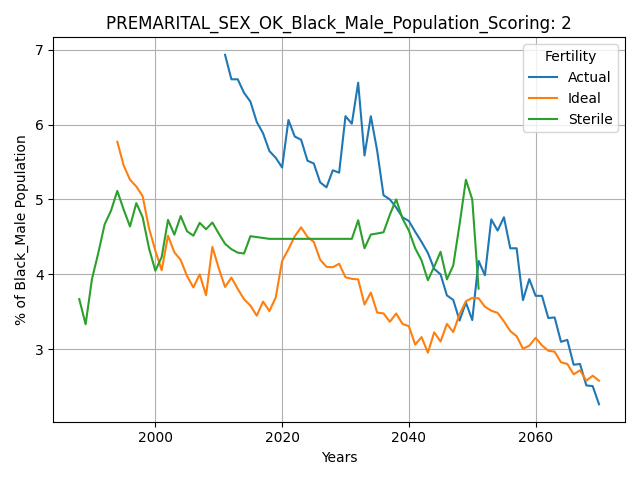 PREMARITAL_SEX_OK_Black_Male_Population_Scoring: 2
% of Black_Male Population
7
6
5
4
3
Fertility
Actual
Ideal
Sterile
2000
2020
2040
2060
Years